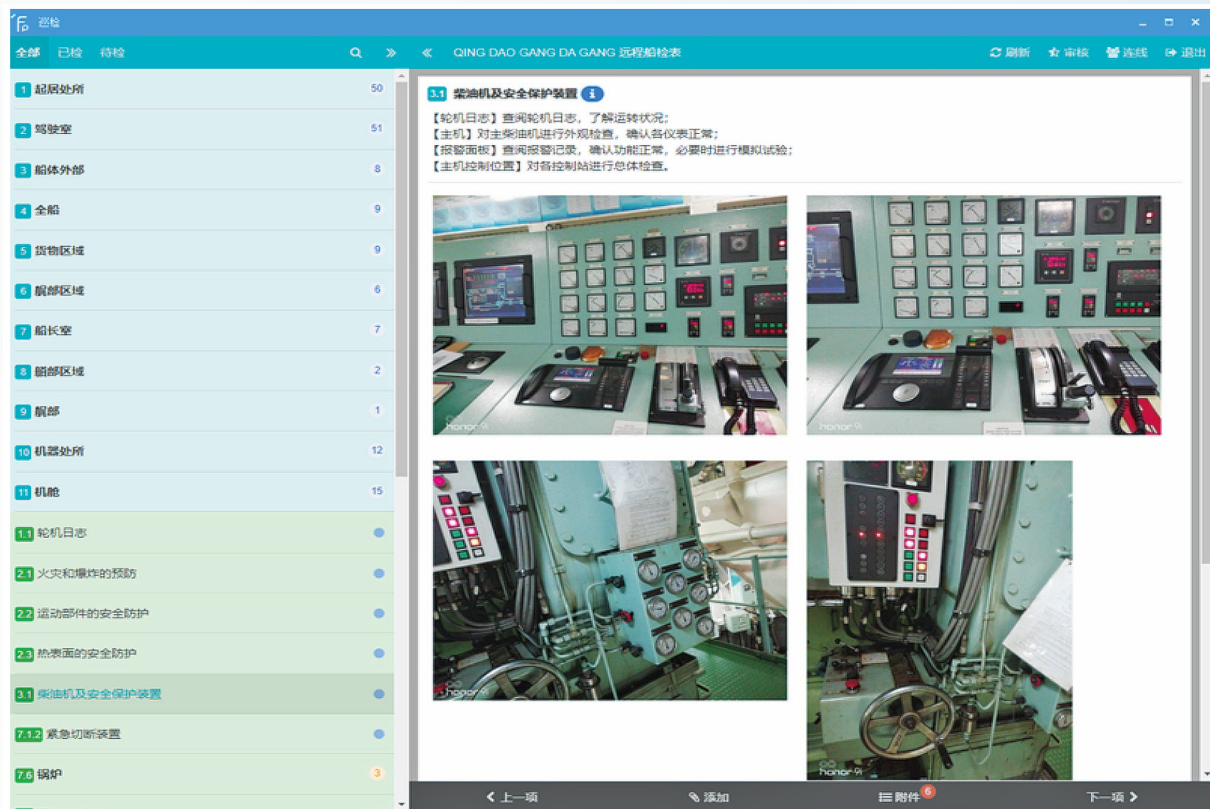 Fp 巡检
全部 已检 待检
QING DAO GANG DA GANG 远程船检表
刷新 审核 连线 退出
1 起居处所 50
2 驾驶室 51
3 船体外部 8
4 全船 9
5 货物区域 9
6 艉部区域 6
7 船长室 7
8 艏部区域 2
9 艉部 1
10 机器处所 12
11 机舱 15
1.1 轮机日志
2.1 火灾和爆炸的预防
2.2 运动部件的安全防护
2.3 热表面的安全防护
3.1 柴油机及安全保护装置
7.1.2 紧急切断装置
7.6 锅炉 3
3.1 柴油机及安全保护装置 i
【轮机日志】查阅轮机日志，了解运转状况；
【主机】对主柴油机进行外观检查，确认各仪表正常；
【报警面板】查阅报警记录，确认功能正常，必要时进行模拟试验；
【主机控制位置】对各控制站进行总体检查。
honor 9i
honor 9i
honor 9i
honor 9i
上一项 添加 附件 6 下一项